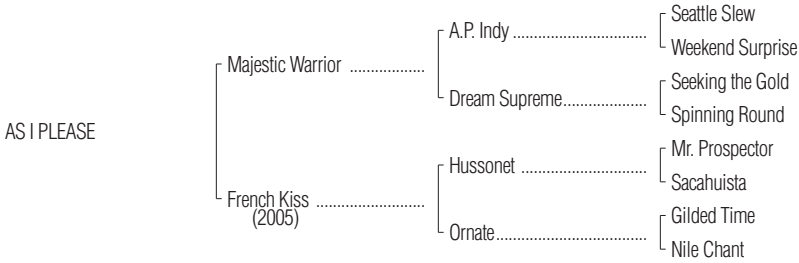 Seattle Slew
A.P. Indy ................................
Weekend Surprise
Majestic Warrior ..................
Seeking the Gold
Dream Supreme....................
Spinning Round
AS I PLEASE
Mr. Prospector
Hussonet ..............................
Sacahuista
French Kiss ..........................
(2005)
Gilded Time
Ornate....................................
Nile Chant